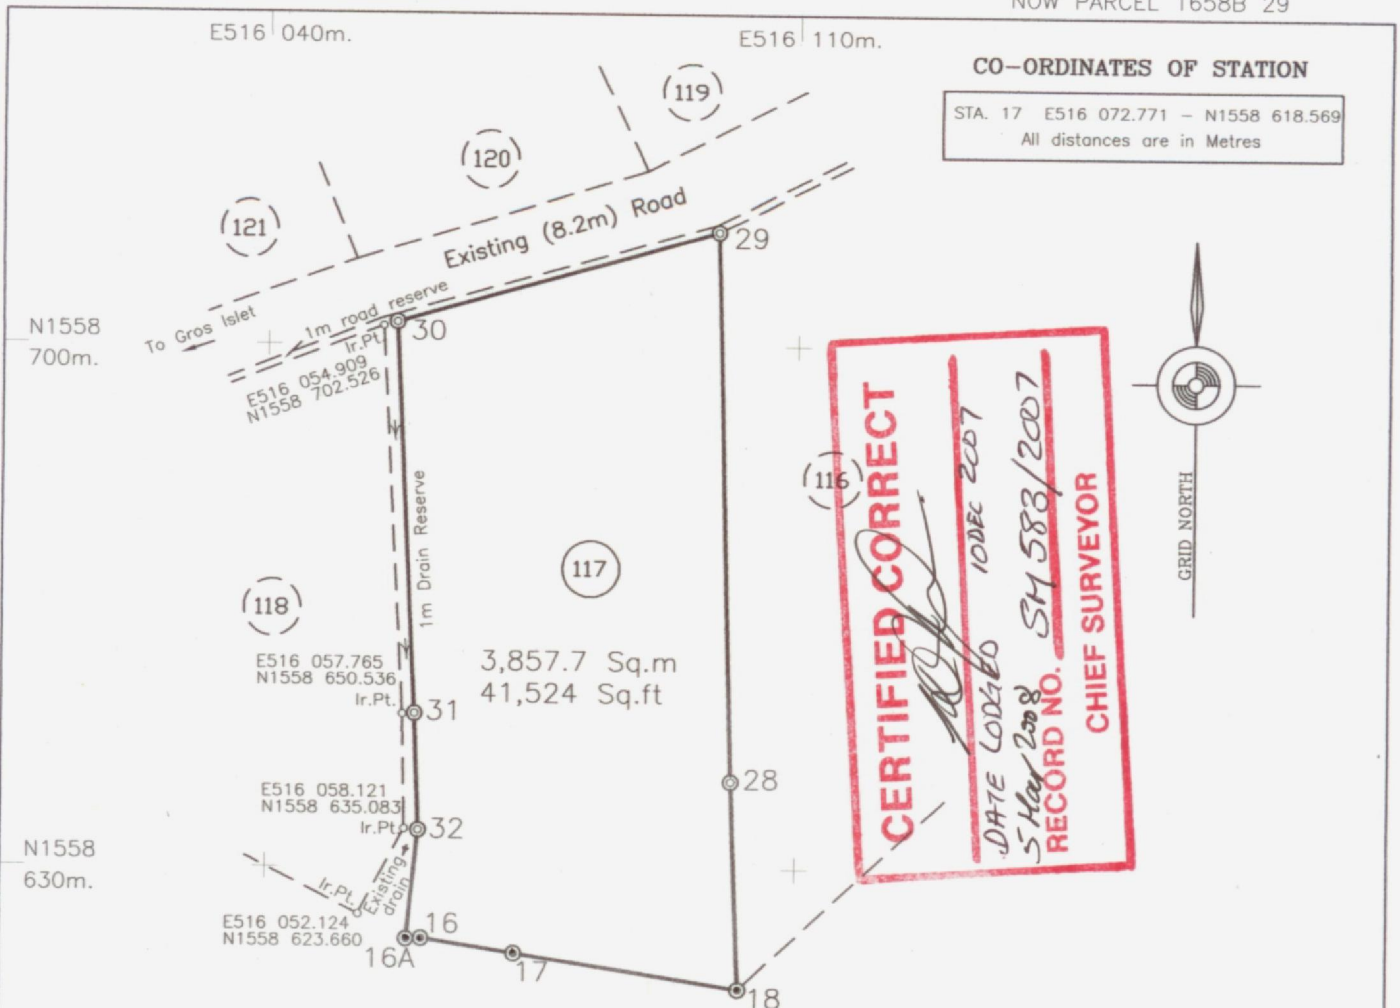 NOW PARCEL 1658B 29
E516 040m.
E516 110m.
CO-ORDINATES OF STATION
STA. 17 E516 072.771 - N1558 618.569
All distances are in Metres
119
120
121
Existing (8.2m) Road
29
1m road reserve
To Gros Islet
30
Ir.Pt.
N1558
700m.
E516 054.909
N1558 702.526
116
117
118
1m Drain Reserve
3,857.7 Sq.m
41,524 Sq.ft
E516 057.765
N1558 650.536
Ir.Pt.
31
28
E516 058.121
N1558 635.083
Ir.Pt.
32
N1558
630m.
Existing
drain
Ir.Pt.
E516 052.124
N1558 623.660
16
16A
17
18
GRID NORTH
CERTIFIED CORRECT
DATE LODGED 10 DEC 2007
5 May 2008
RECORD NO. SM 583/2007
CHIEF SURVEYOR